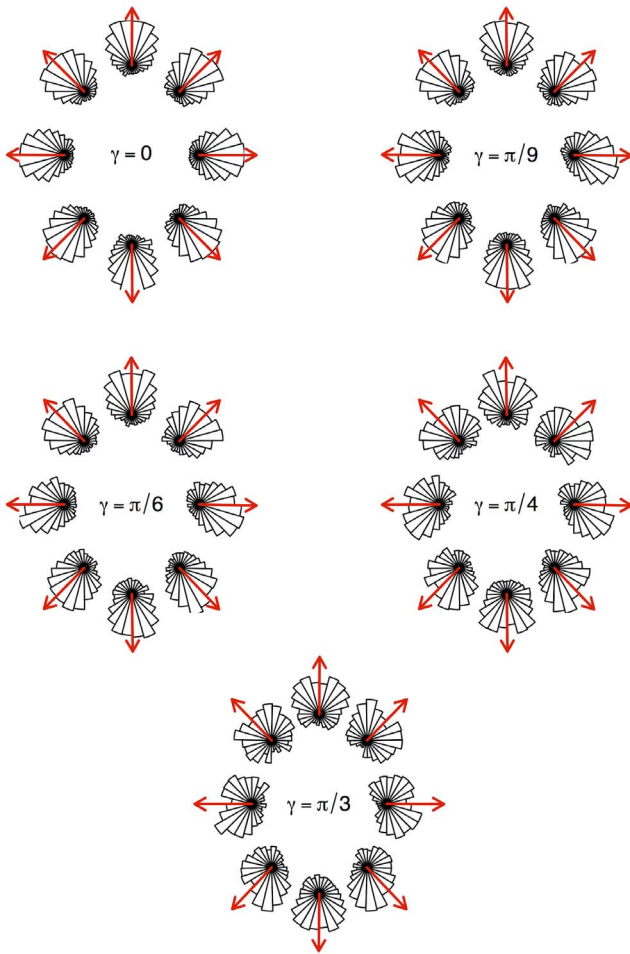 γ = 0
γ = π/9
γ = π/6
γ = π/4
γ = π/3